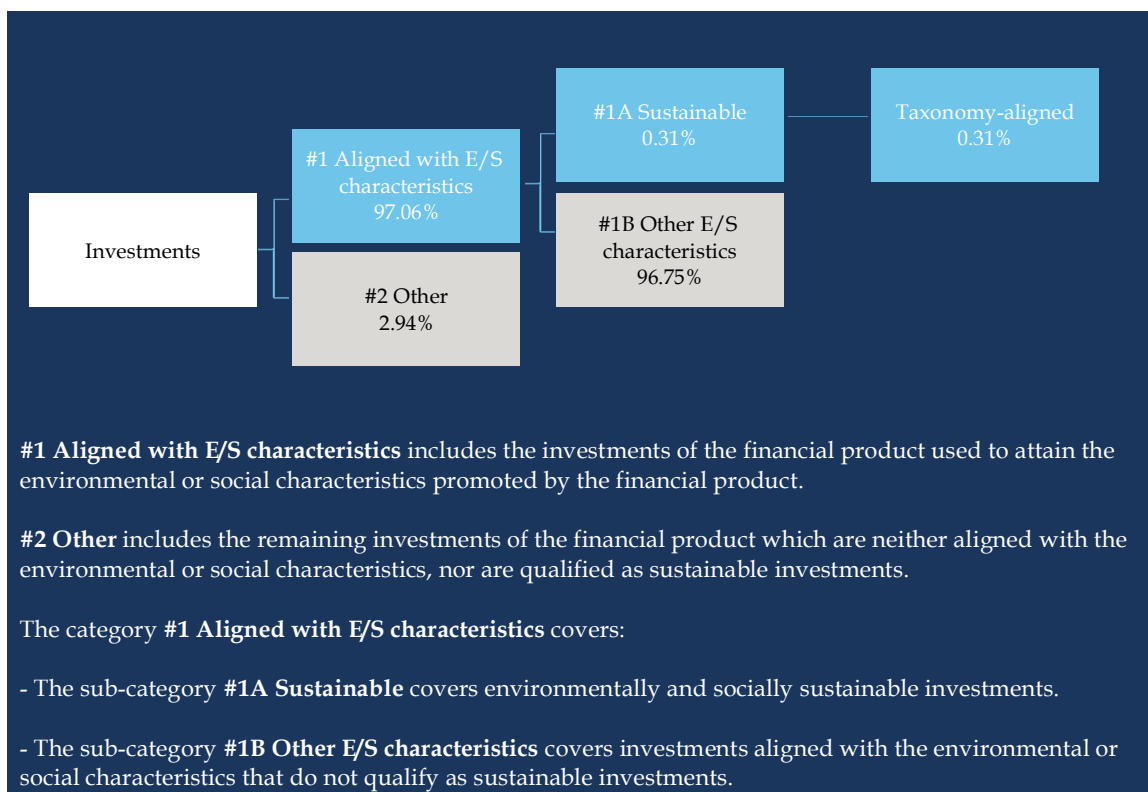 Investments
#1 Aligned with E/S
characteristics
97.06%
#2 Other
2.94%
#1A Sustainable
0.31%
#1B Other E/S
characteristics
96.75%
Taxonomy-aligned
0.31%
#1 Aligned with E/S characteristics includes the investments of the financial product used to attain the
environmental or social characteristics promoted by the financial product.
#2 Other includes the remaining investments of the financial product which are neither aligned with the
environmental or social characteristics, nor are qualified as sustainable investments.
The category #1 Aligned with E/S characteristics covers:
- The sub-category #1A Sustainable covers environmentally and socially sustainable investments.
- The sub-category #1B Other E/S characteristics covers investments aligned with the environmental or
social characteristics that do not qualify as sustainable investments.